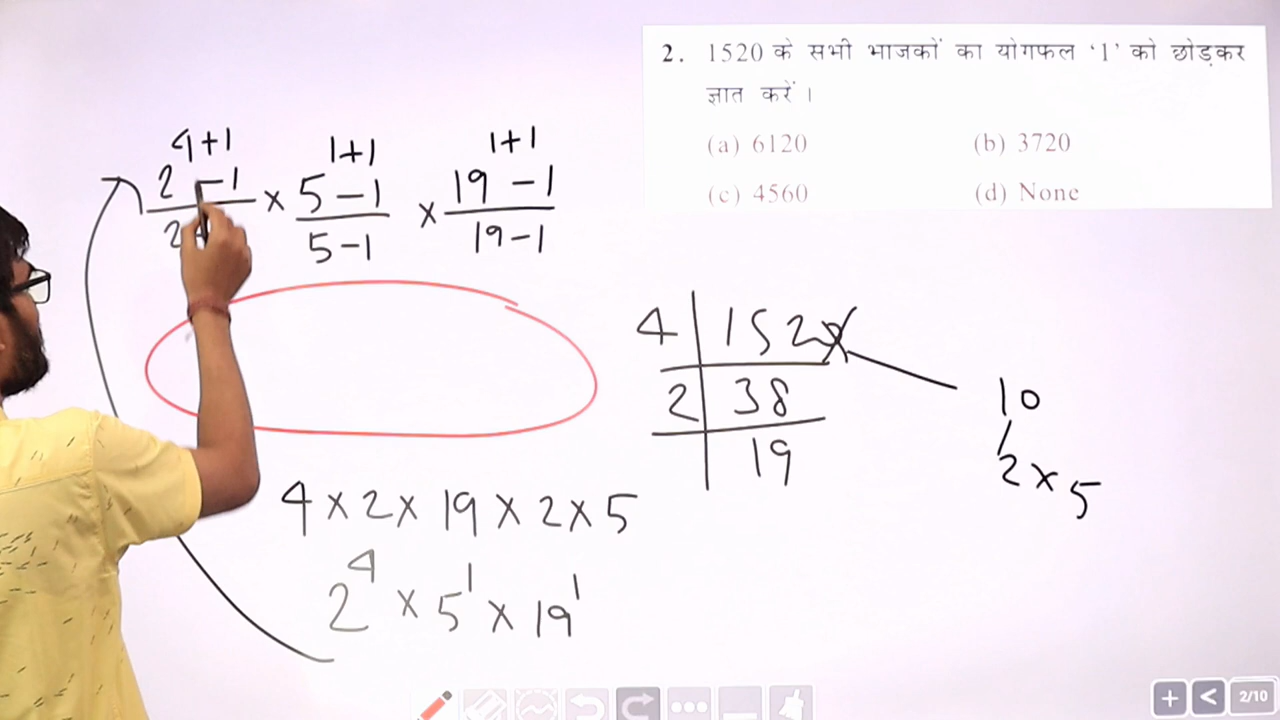 2. 1520 के सभी भाजकों का योगफल '1' को छोड़कर
ज्ञात करें ।
(a) 6120 (b) 3720
(c) 4560 (d) None
4+1 1+1 1+1
2 -1 × 5-1 × 19 -1
2 5-1 19-1
4 1520
2 38
19
10
2×5
4×2×19×2×5
2⁴ × 5¹ × 19¹
+ < 2/10